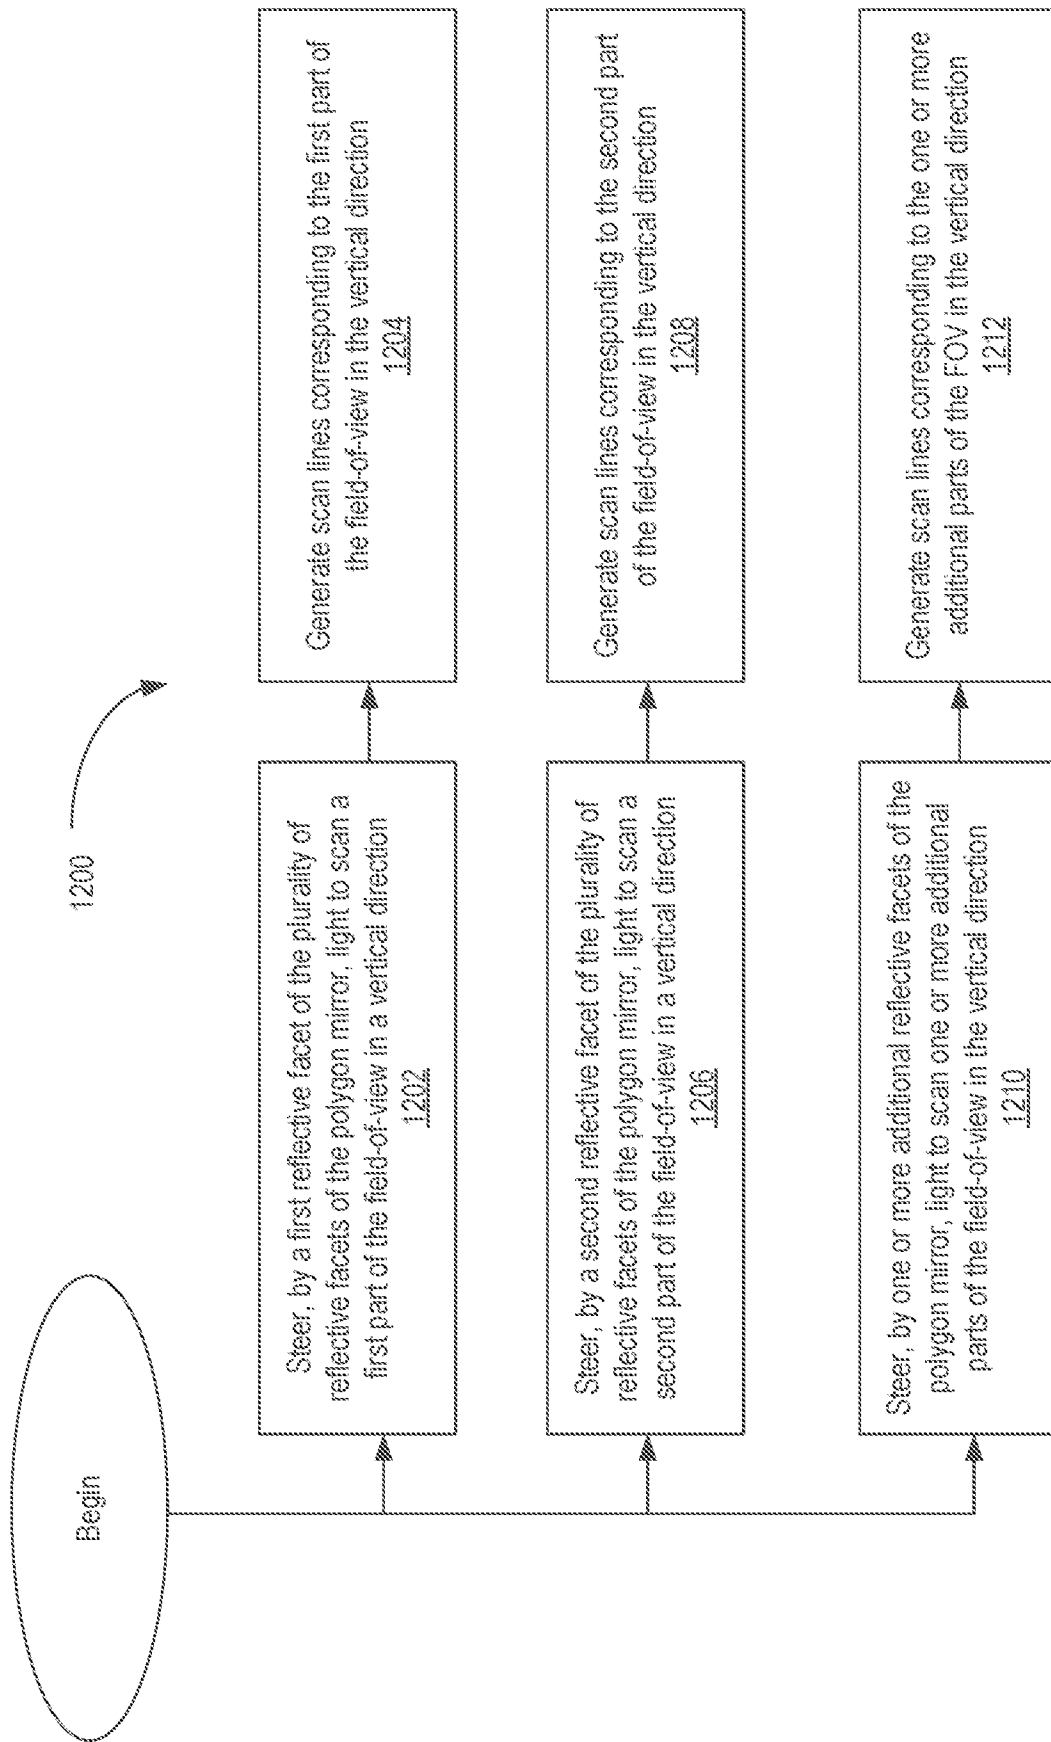 Begin
1200
Steer, by a first reflective facet of the plurality of
reflective facets of the polygon mirror, light to scan a
first part of the field-of-view in a vertical direction
1202
Generate scan lines corresponding to the first part of
the field-of-view in the vertical direction
1204
Steer, by a second reflective facet of the plurality of
reflective facets of the polygon mirror, light to scan a
second part of the field-of-view in a vertical direction
1206
Generate scan lines corresponding to the second part
of the field-of-view in the vertical direction
1208
Steer, by one or more additional reflective facets of the
polygon mirror, light to scan one or more additional
parts of the field-of-view in the vertical direction
1210
Generate scan lines corresponding to the one or more
additional parts of the FOV in the vertical direction
1212